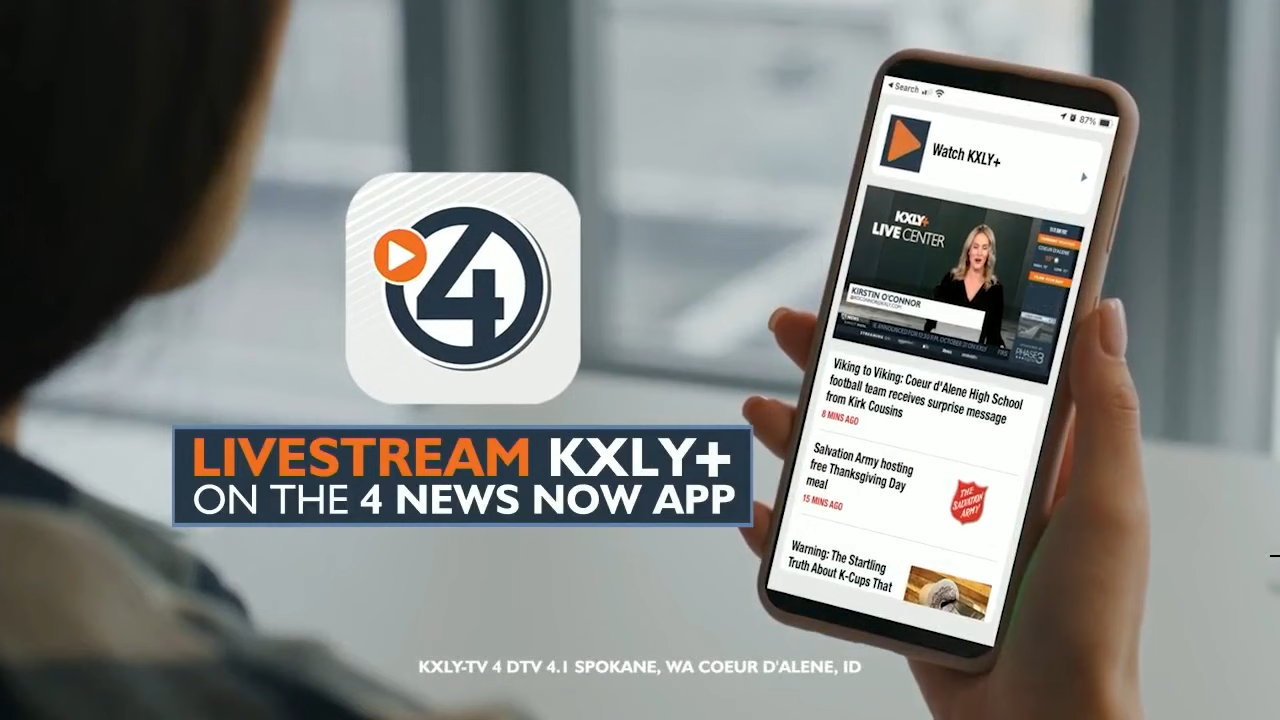 Search
87%
Watch KXLY+
KXLY+
LIVE CENTER
COEUR D'ALENE
KIRSTIN O'CONNOR
PHASE3
4
LIVESTREAM KXLY+
ON THE 4 NEWS NOW APP
Viking to Viking: Coeur d'Alene High School
football team receives surprise message
from Kirk Cousins
8 MINS AGO
Salvation Army hosting
free Thanksgiving Day
meal
15 MINS AGO
THE
SALVATION
ARMY
Warning: The Startling
Truth About K-Cups That
KXLY-TV 4 DTV 4.1 SPOKANE, WA COEUR D'ALENE, ID